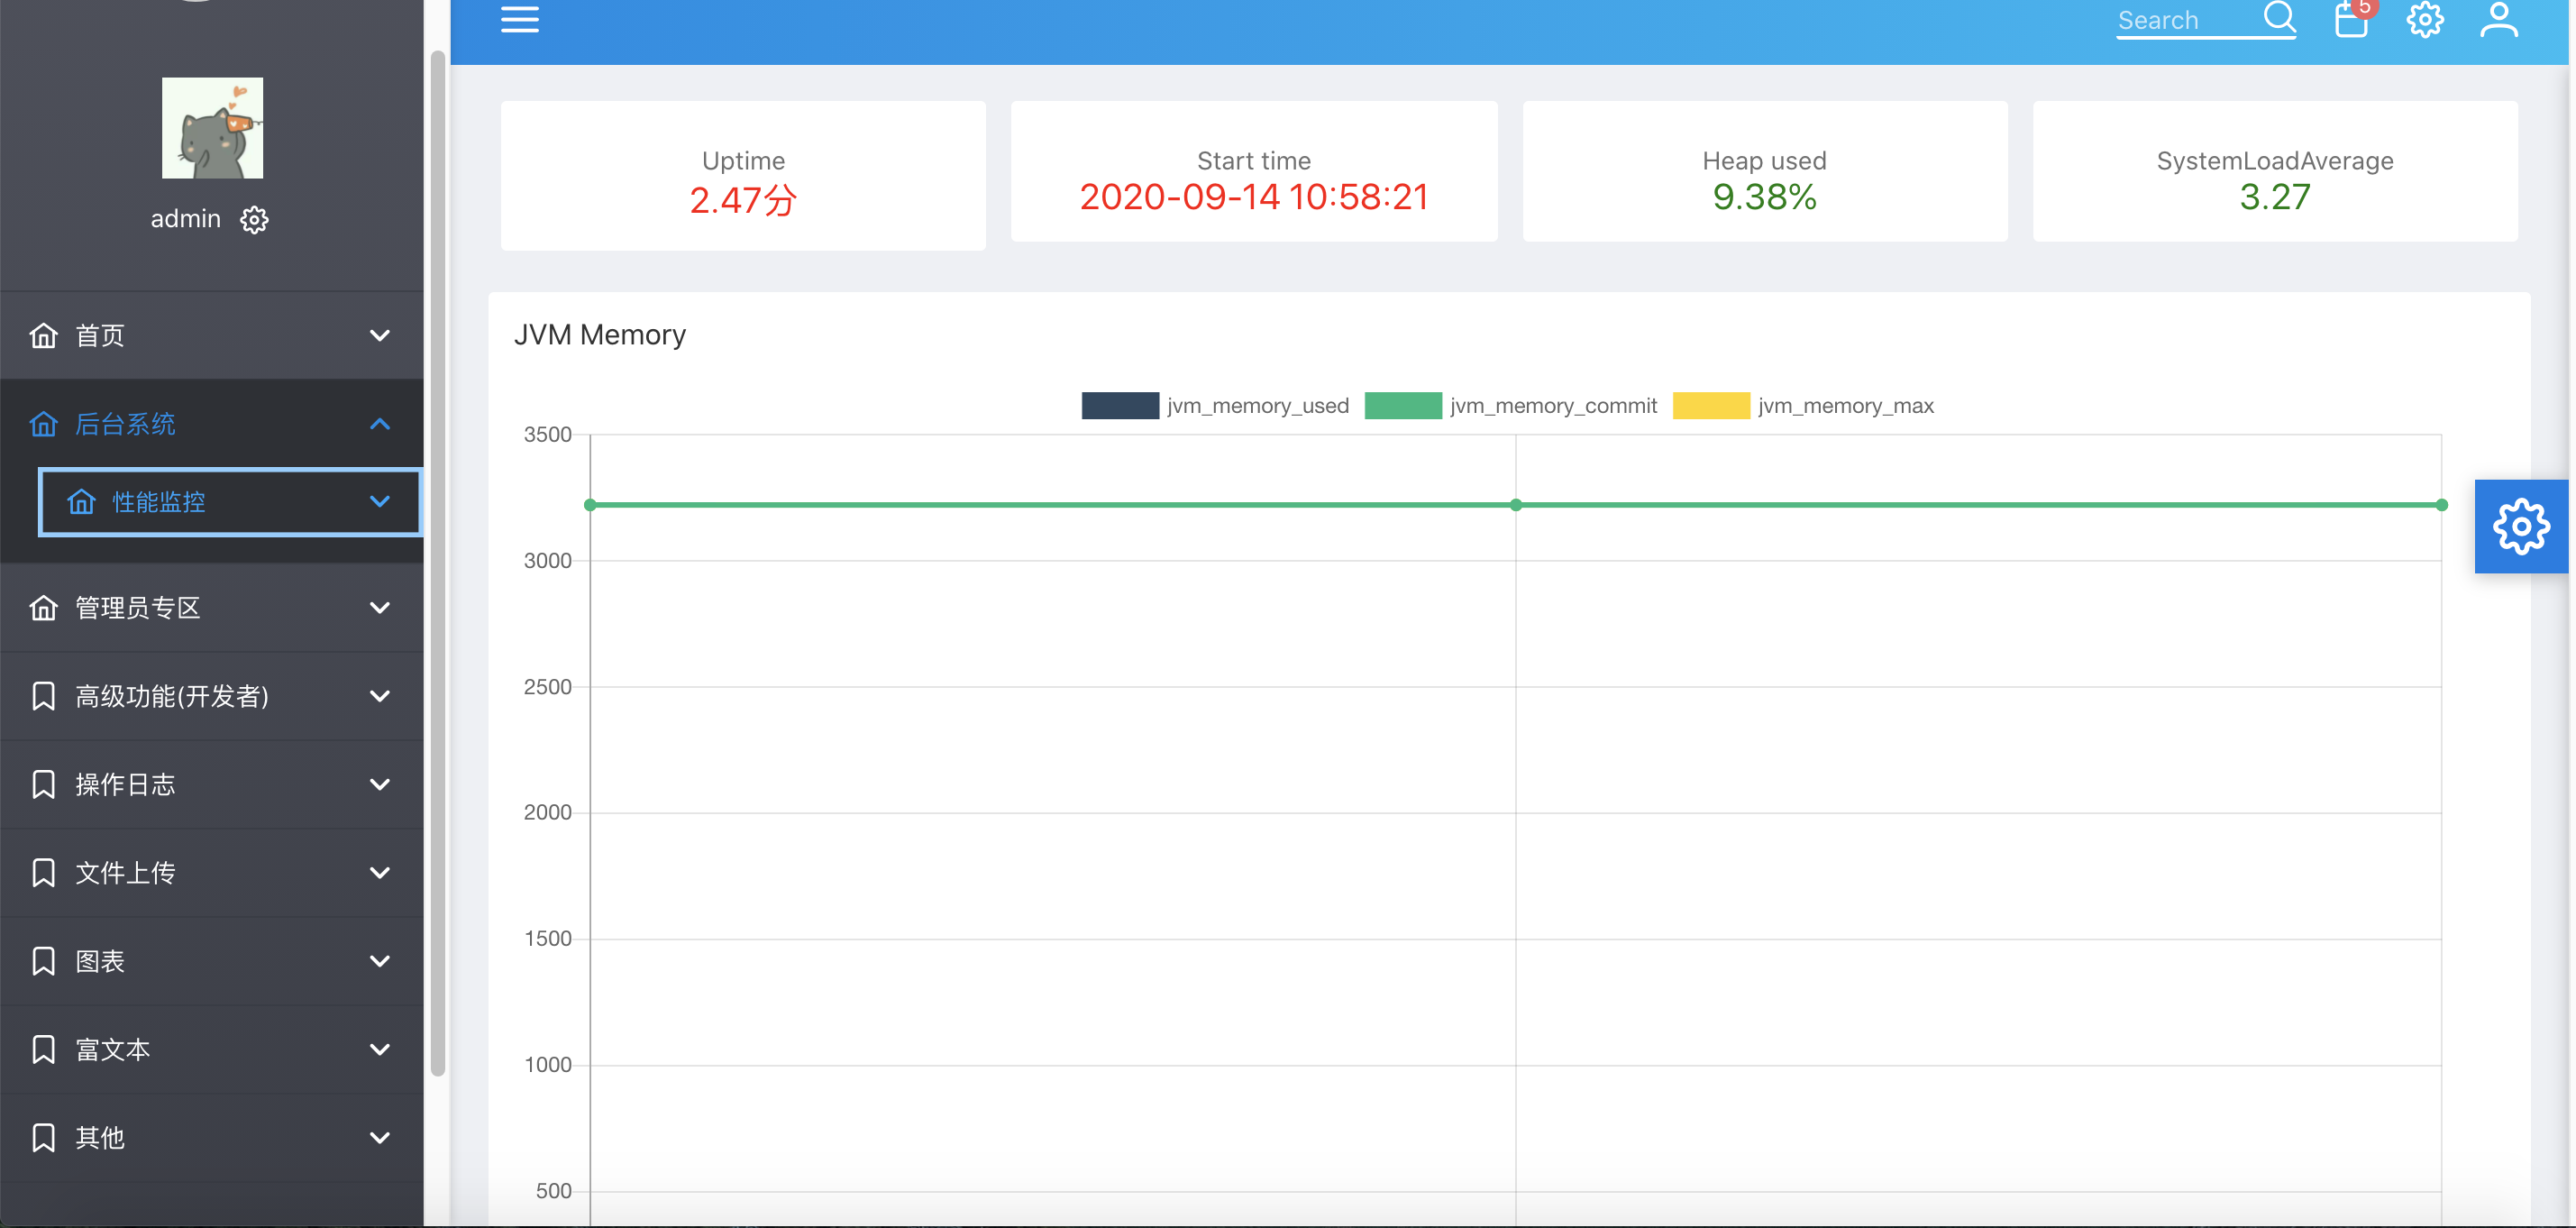 admin
首页
后台系统
性能监控
管理员专区
高级功能(开发者)
操作日志
文件上传
图表
富文本
其他
Search
5
Uptime
2.47分
Start time
2020-09-14 10:58:21
Heap used
9.38%
SystemLoadAverage
3.27
JVM Memory
jvm_memory_used jvm_memory_commit jvm_memory_max
3500
3000
2500
2000
1500
1000
500